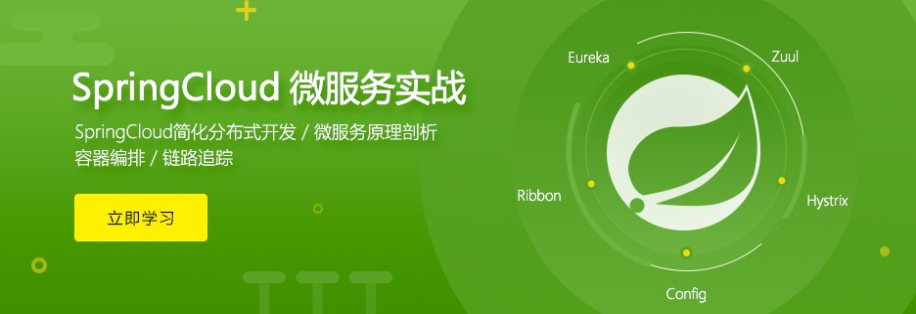 SpringCloud 微服务实战
SpringCloud简化分布式开发 / 微服务原理剖析
容器编排 / 链路追踪
立即学习
Eureka
Zuul
Ribbon
Hystrix
Config